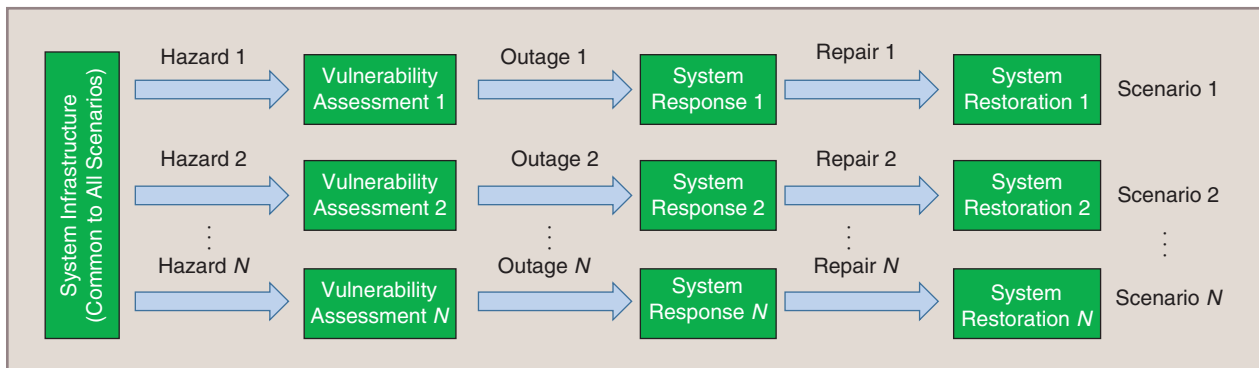 System Infrastructure
(Common to All Scenarios)
Hazard 1
Vulnerability
Assessment 1
Outage 1
System
Response 1
Repair 1
System
Restoration 1
Scenario 1
Hazard 2
Vulnerability
Assessment 2
Outage 2
System
Response 2
Repair 2
System
Restoration 2
Scenario 2
Hazard N
Vulnerability
Assessment N
Outage N
System
Response N
Repair N
System
Restoration N
Scenario N